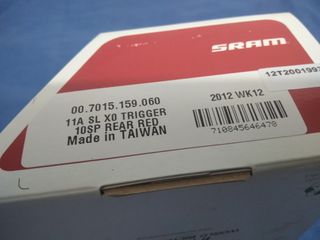 SRAM
12T2001997
00.7015.159.060
2012 WK12
11A SL X0 TRIGGER
10SP REAR RED
Made in TAIWAN
710845646478